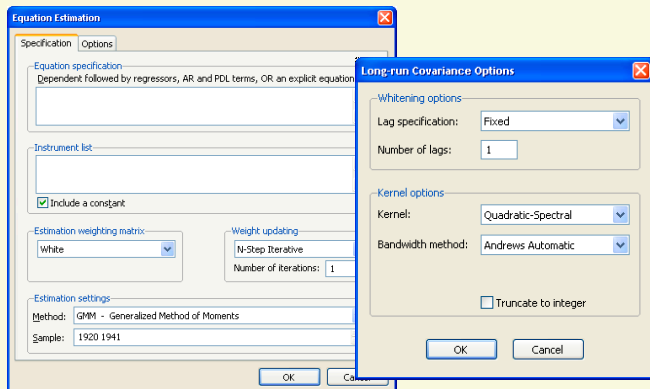 Equation Estimation
Specification Options
Equation specification
Dependent followed by regressors, AR and PDL terms, OR an explicit equation
Instrument list
Include a constant
Estimation weighting matrix
White
Weight updating
N-Step Iterative
Number of iterations: 1
Estimation settings
Method: GMM - Generalized Method of Moments
Sample: 1920 1941
OK
Long-run Covariance Options
Whitening options
Lag specification: Fixed
Number of lags: 1
Kernel options
Kernel: Quadratic-Spectral
Bandwidth method: Andrews Automatic
Truncate to integer
OK Cancel